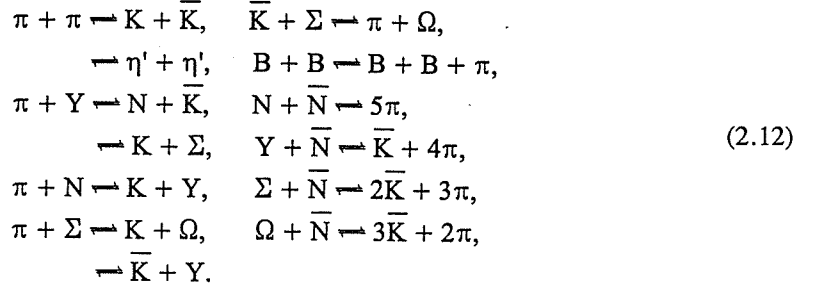 π + π ⇌ K + K̅, K̅ + Σ ⇌ π + Ω,
⇌ η' + η', B + B ⇌ B + B + π,
π + Y ⇌ N + K̅, N + N̅ ⇌ 5π,
⇌ K + Σ, Y + N̅ ⇌ K̅ + 4π,
(2.12)
π + N ⇌ K + Y, Σ + N̅ ⇌ 2K̅ + 3π,
π + Σ ⇌ K + Ω, Ω + N̅ ⇌ 3K̅ + 2π,
⇌ K̅ + Y.